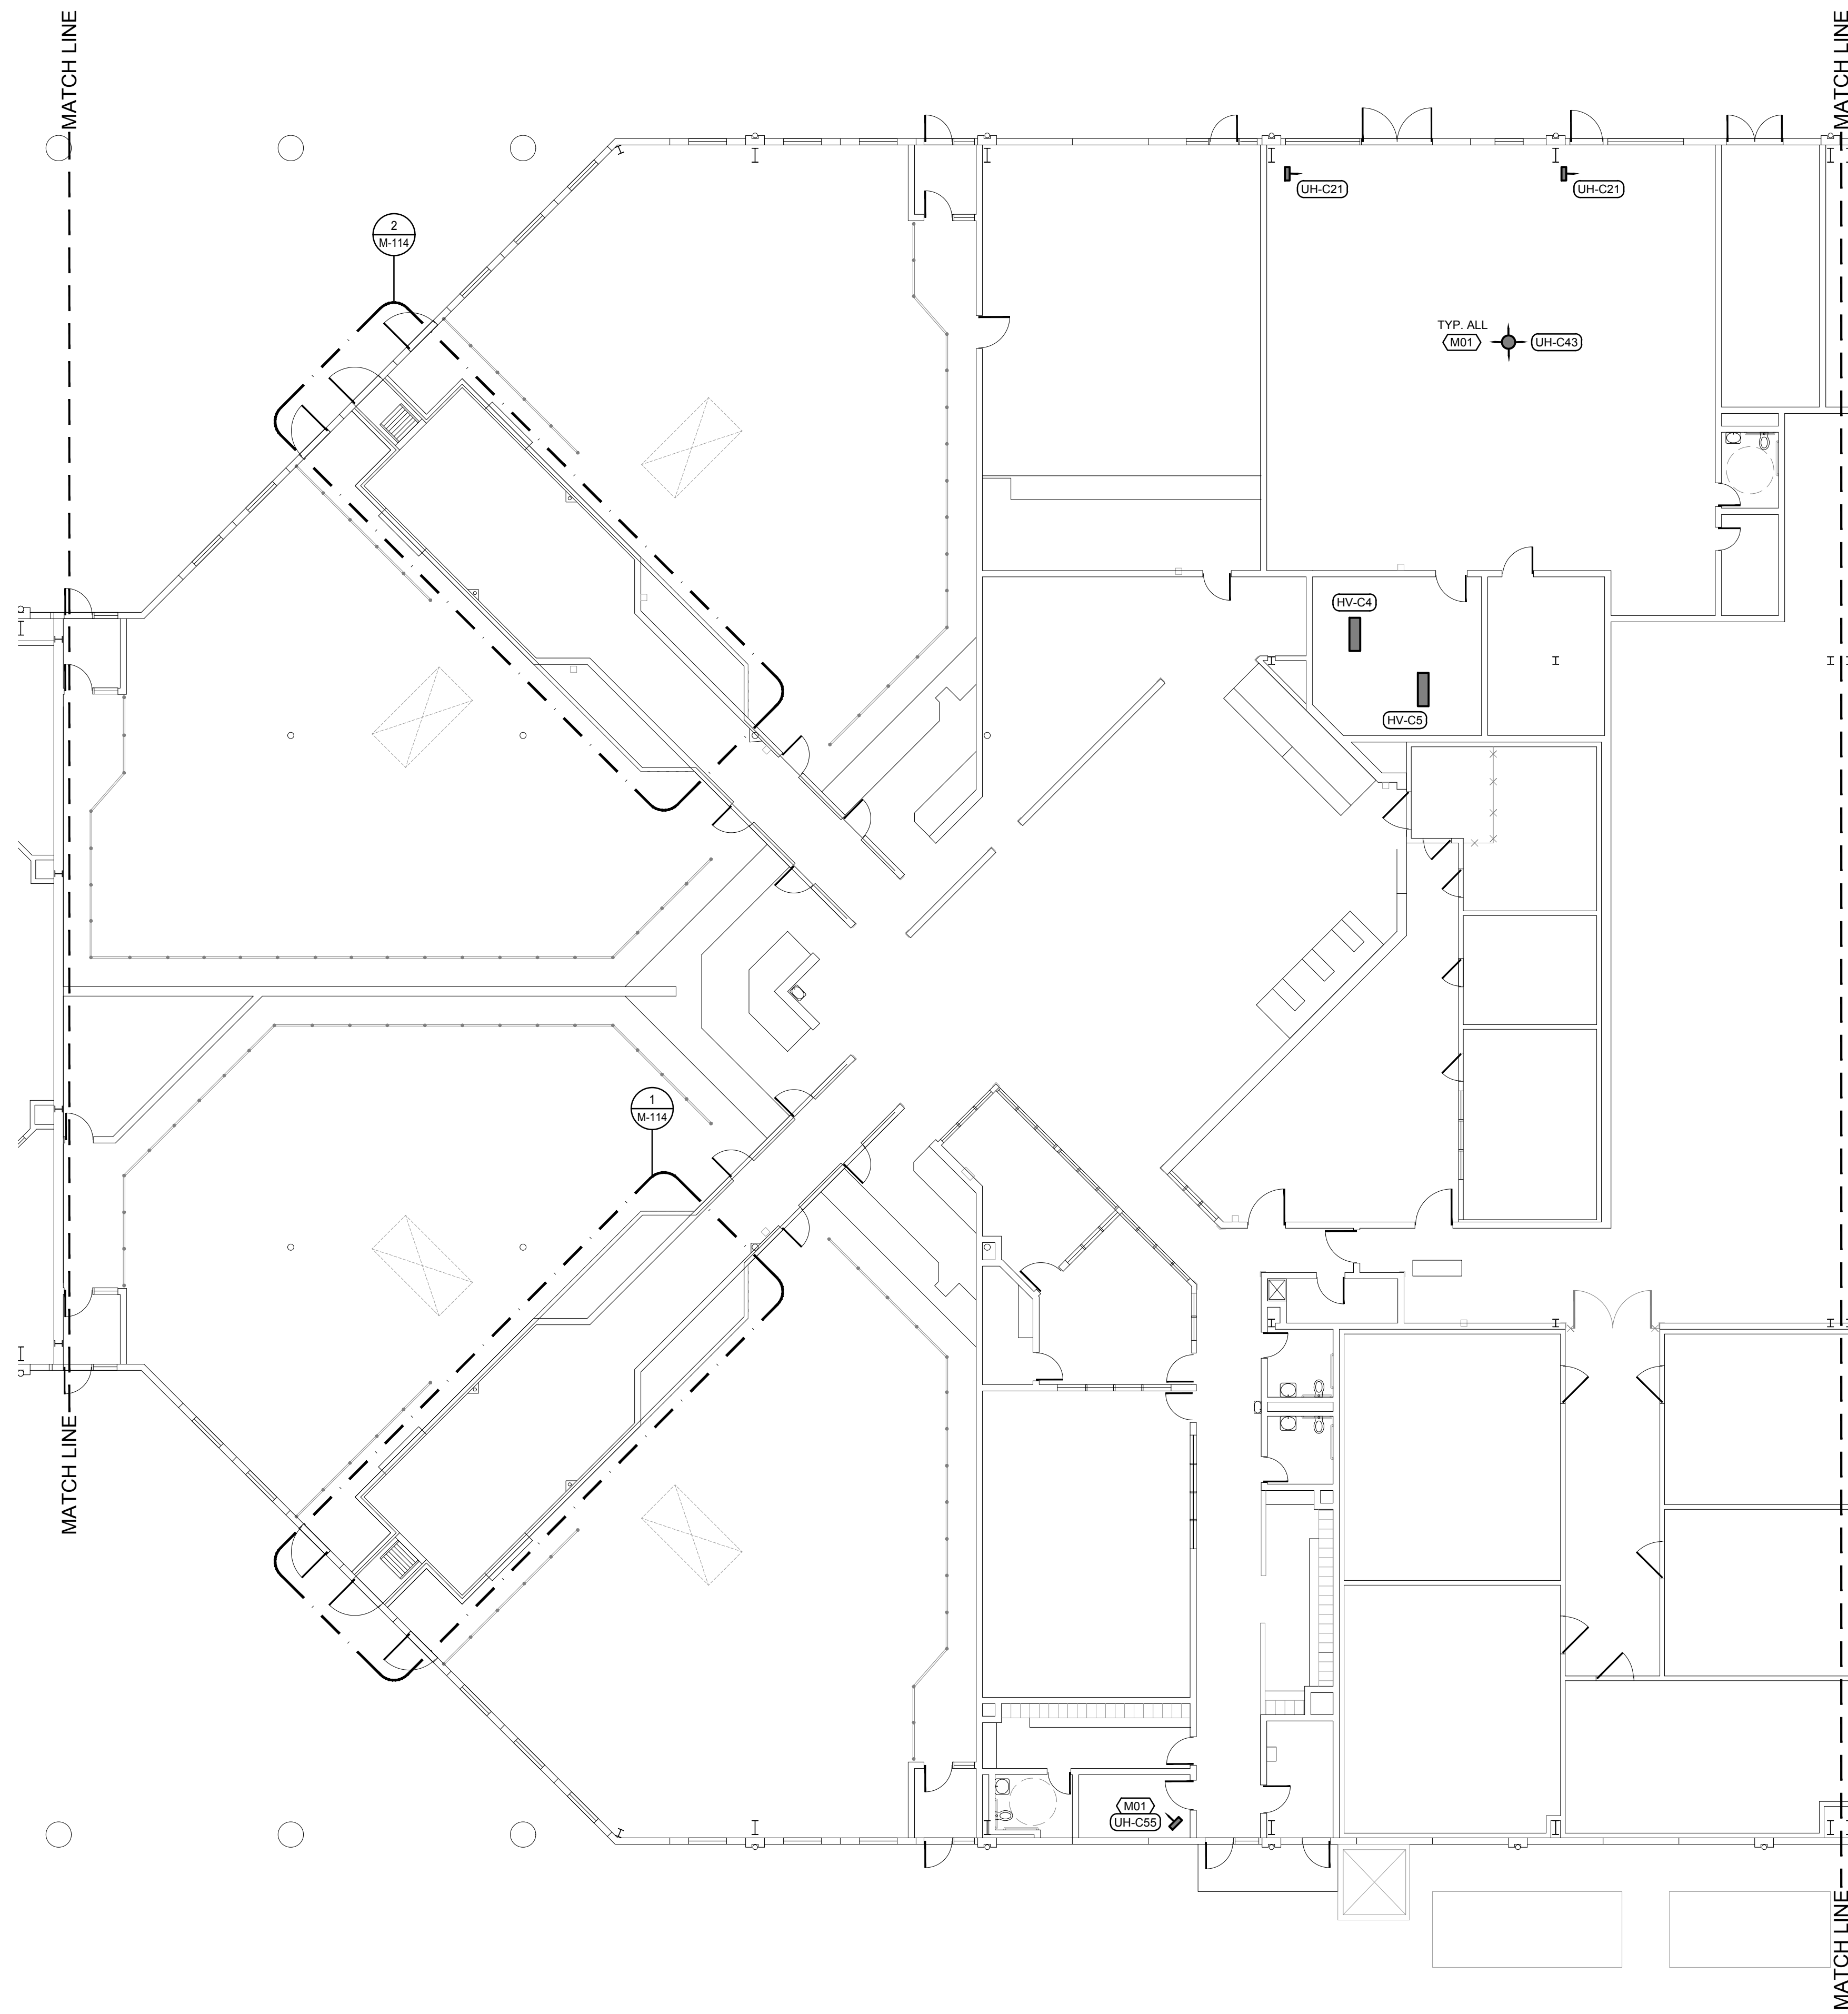 MATCH LINE
MATCH LINE
UH-C21
UH-C21
2
M-114
TYP. ALL
M01
UH-C43
HV-C4
HV-C5
1
M-114
MATCH LINE
M01
UH-C55
MATCH LINE